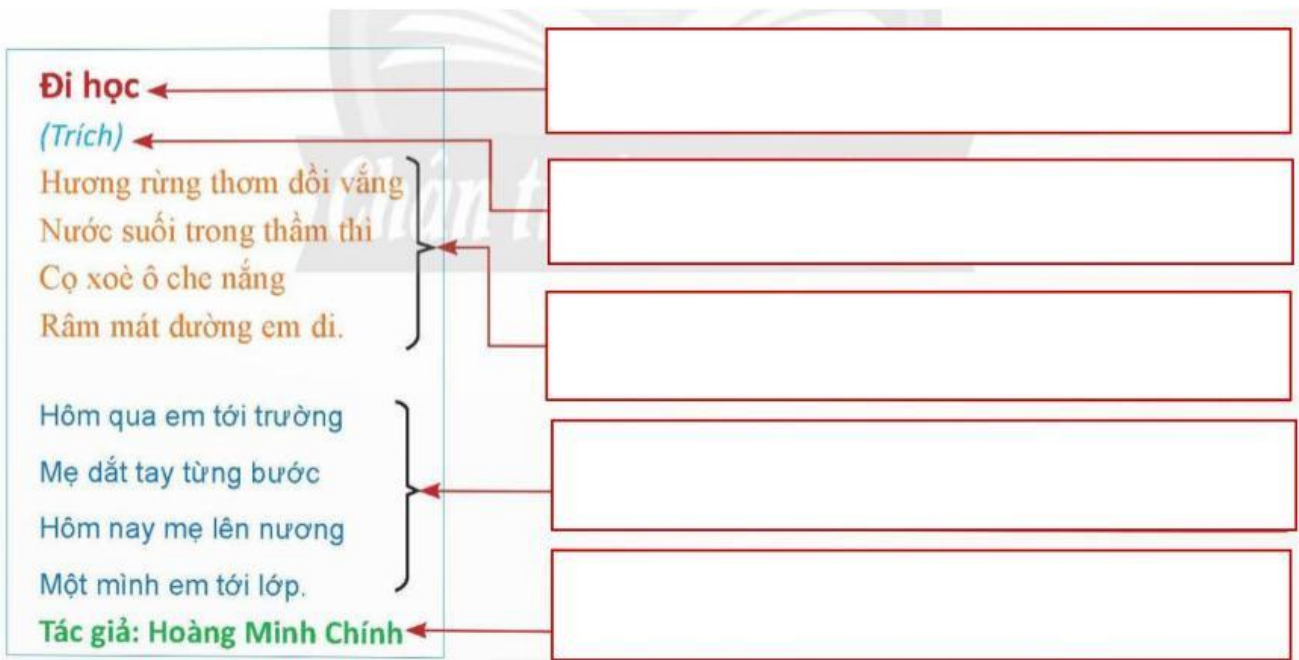 Đi học
(Trích)
Hương rừng thơm đồi vắng
Nước suối trong thầm thì
Cọ xoè ô che nắng
Râm mát đường em đi.
Hôm qua em tới trường
Mẹ dắt tay từng bước
Hôm nay mẹ lên nương
Một mình em tới lớp.
Tác giả: Hoàng Minh Chính
Chân t